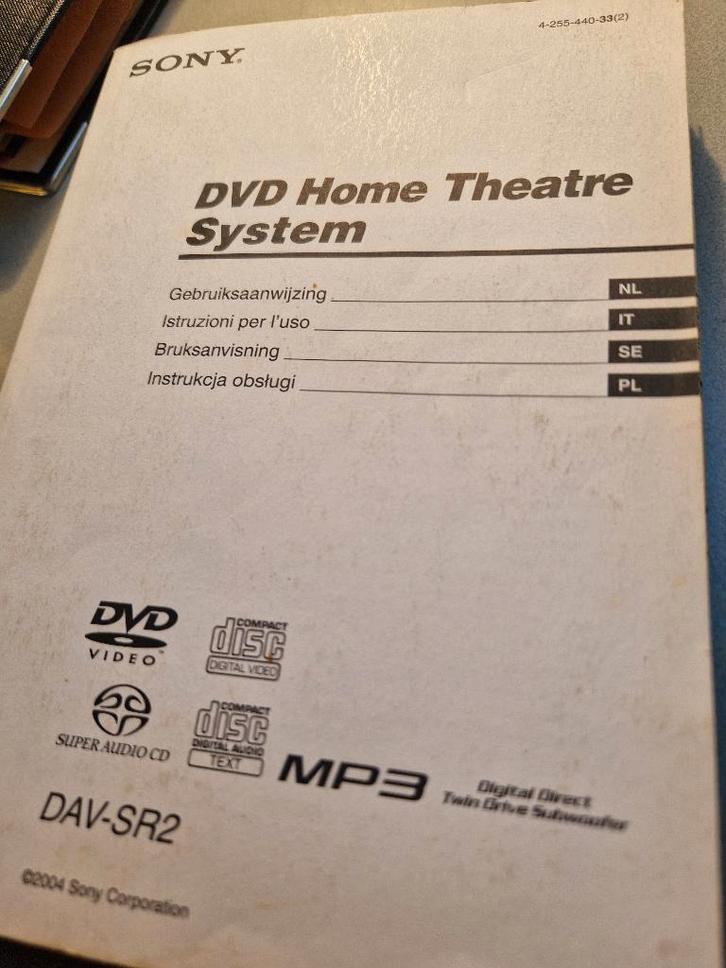 4-255-440-33(2)
SONY®
DVD Home Theatre
System
Gebruiksaanwijzing NL
Istruzioni per l'uso IT
Bruksanvisning SE
Instrukcja obsługi PL
DVD
VIDEO™
COMPACT
disc
DIGITAL VIDEO
SUPER AUDIO CD
COMPACT
disc
DIGITAL AUDIO
TEXT
MP3
Digital Direct
Twin Drive Subwoofer
DAV-SR2
©2004 Sony Corporation